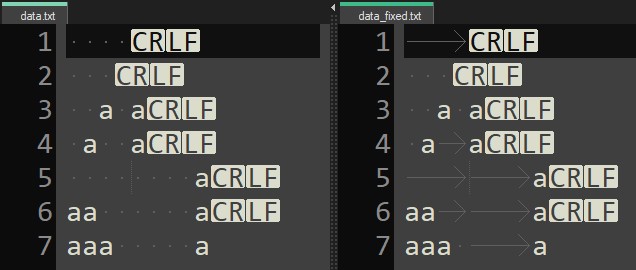 data.txt
1 CRLF
2 CRLF
3 a aCRLF
4 a aCRLF
5 aCRLF
6 aa aCRLF
7 aaa a
data_fixed.txt
1 CRLF
2 CRLF
3 a aCRLF
4 a aCRLF
5 aCRLF
6 aa aCRLF
7 aaa a